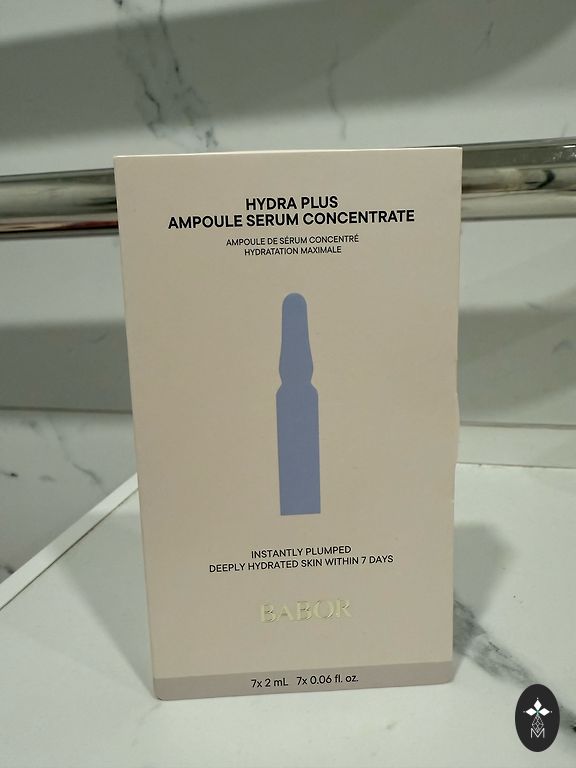 HYDRA PLUS
AMPOULE SERUM CONCENTRATE
AMPOULE DE SÉRUM CONCENTRÉ
HYDRATATION MAXIMALE
INSTANTLY PLUMPED
DEEPLY HYDRATED SKIN WITHIN 7 DAYS
BABOR
7x 2 mL 7x 0.06 fl. oz.
M